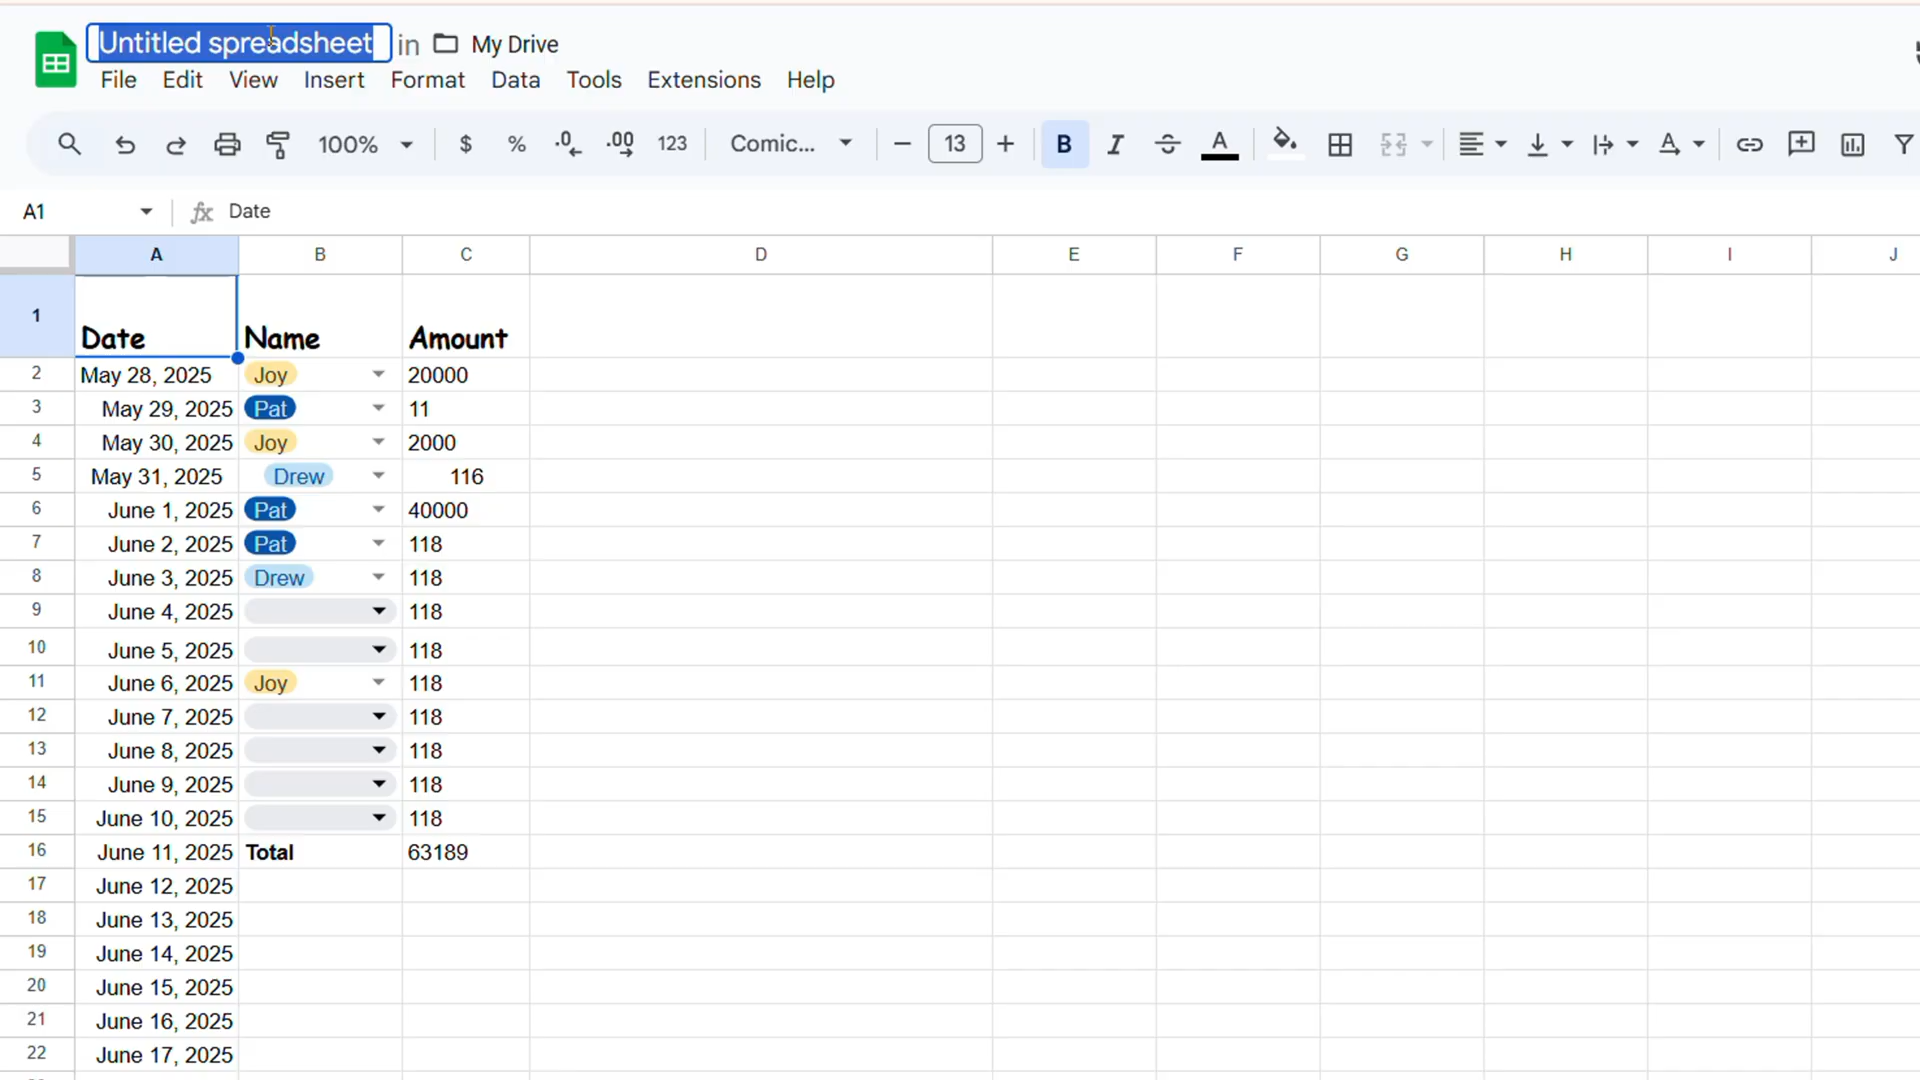 Untitled spreadsheet in My Drive
File Edit View Insert Format Data Tools Extensions Help
100% $ % .0 .00 123 Comic... 13 B I A A
A1 fx Date
A B C D E F G H I J
1 Date Name Amount
2 May 28, 2025 Joy 20000
3 May 29, 2025 Pat 11
4 May 30, 2025 Joy 2000
5 May 31, 2025 Drew 116
6 June 1, 2025 Pat 40000
7 June 2, 2025 Pat 118
8 June 3, 2025 Drew 118
9 June 4, 2025 118
10 June 5, 2025 118
11 June 6, 2025 Joy 118
12 June 7, 2025 118
13 June 8, 2025 118
14 June 9, 2025 118
15 June 10, 2025 118
16 June 11, 2025 Total 63189
17 June 12, 2025
18 June 13, 2025
19 June 14, 2025
20 June 15, 2025
21 June 16, 2025
22 June 17, 2025